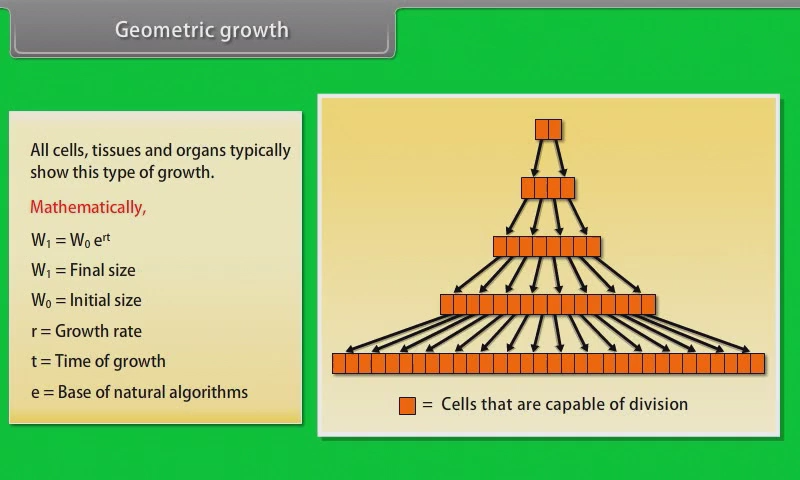 Geometric growth
All cells, tissues and organs typically
show this type of growth.
Mathematically,
W₁ = W₀ eʳᵗ
W₁ = Final size
W₀ = Initial size
r = Growth rate
t = Time of growth
e = Base of natural algorithms
= Cells that are capable of division